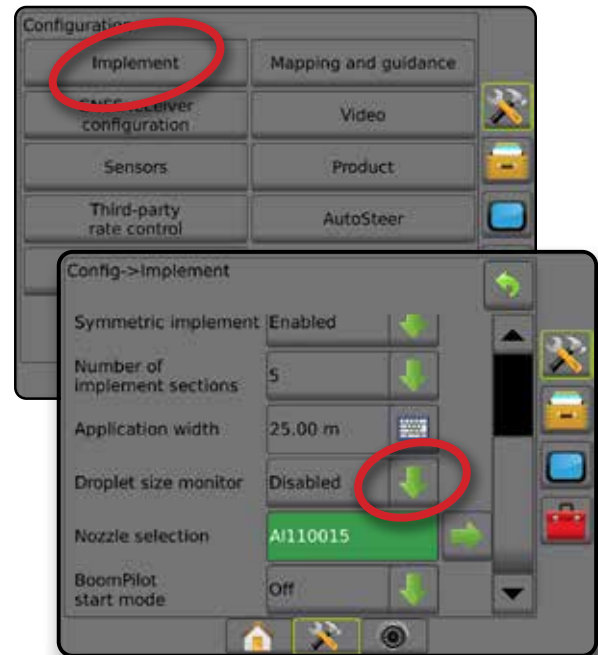 Configuration
Implement
Mapping and guidance
GNSS receiver
configuration
Video
Sensors
Product
Third-party
rate control
AutoSteer
Config->Implement
Symmetric implement Enabled
Number of
implement sections
5
Application width 25.00 m
Droplet size monitor Disabled
Nozzle selection AI110015
BoomPilot
start mode
Off